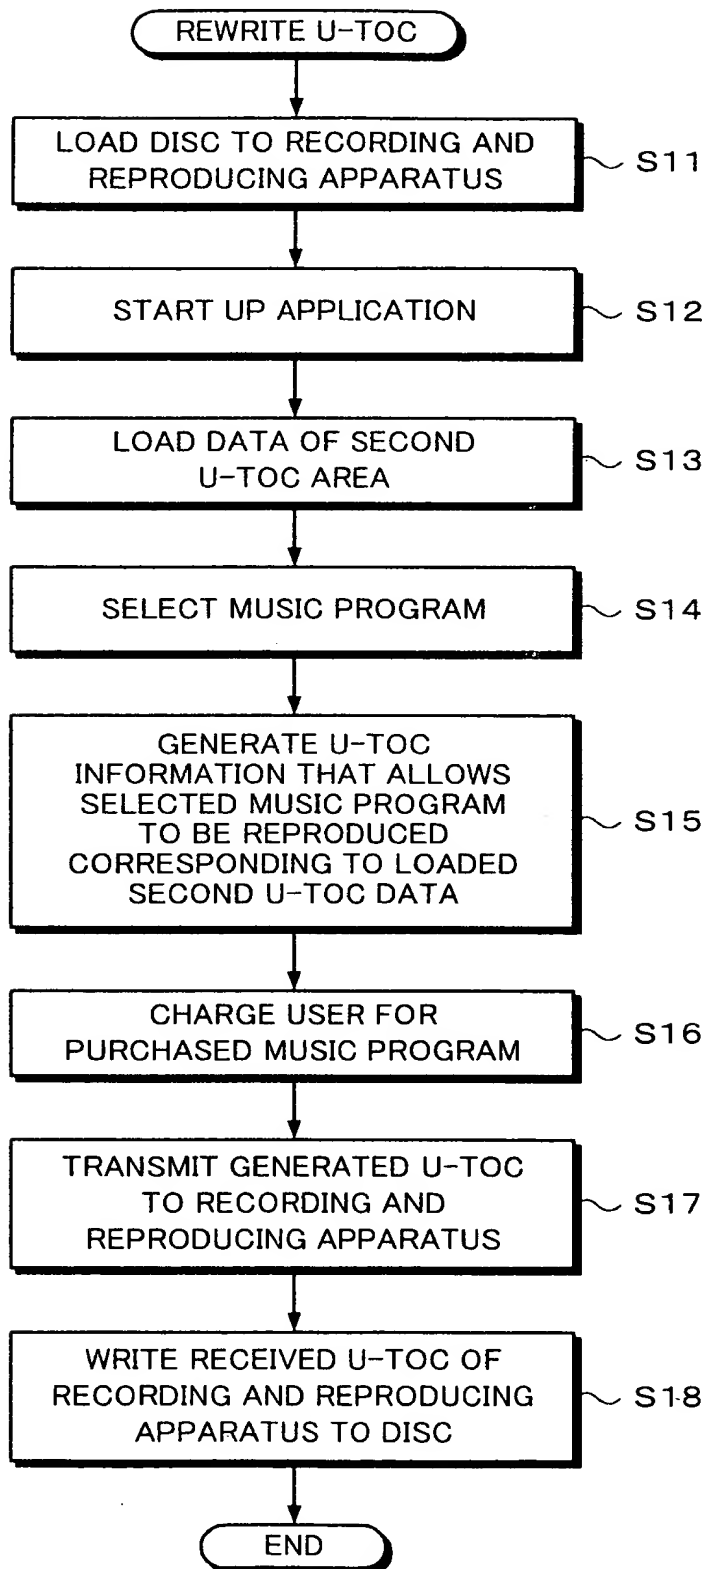 REWRITE U-TOC
LOAD DISC TO RECORDING AND
REPRODUCING APPARATUS
S11
START UP APPLICATION
S12
LOAD DATA OF SECOND
U-TOC AREA
S13
SELECT MUSIC PROGRAM
S14
GENERATE U-TOC
INFORMATION THAT ALLOWS
SELECTED MUSIC PROGRAM
TO BE REPRODUCED
CORRESPONDING TO LOADED
SECOND U-TOC DATA
S15
CHARGE USER FOR
PURCHASED MUSIC PROGRAM
S16
TRANSMIT GENERATED U-TOC
TO RECORDING AND
REPRODUCING APPARATUS
S17
WRITE RECEIVED U-TOC OF
RECORDING AND REPRODUCING
APPARATUS TO DISC
S18
END